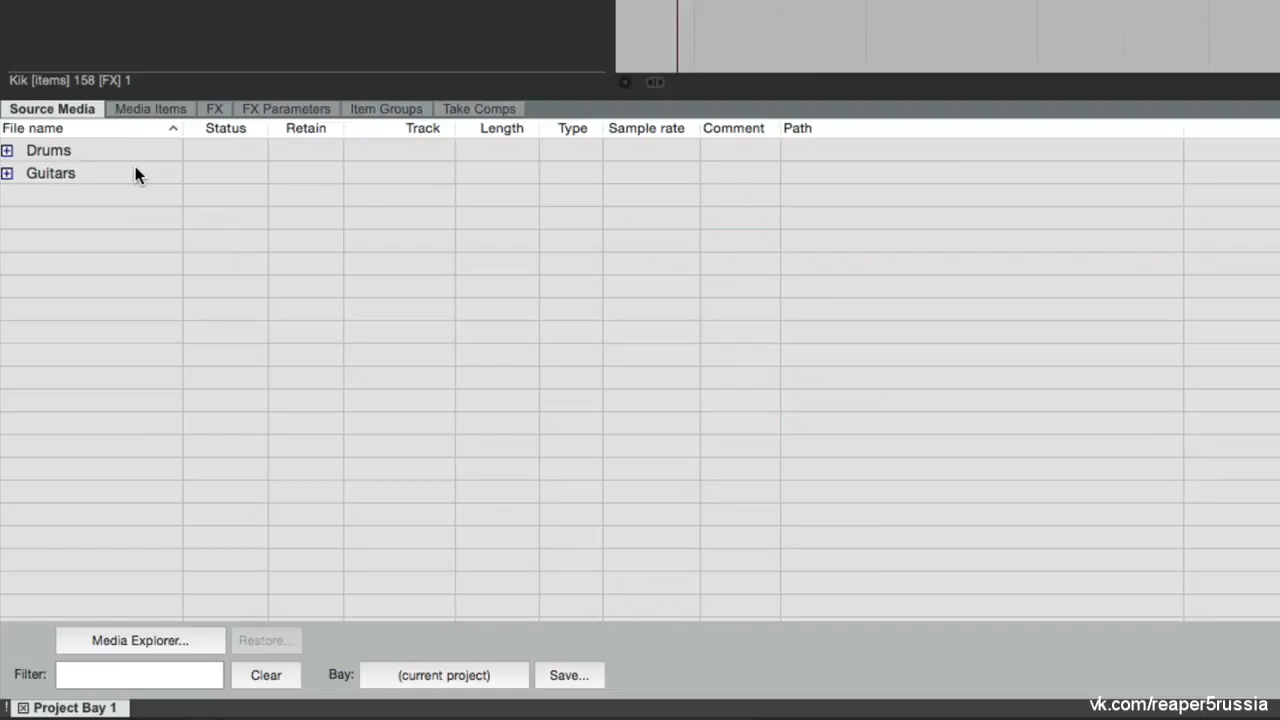 Kik [items] 158 [FX] 1
Source Media Media Items FX FX Parameters Item Groups Take Comps
File name Status Retain Track Length Type Sample rate Comment Path
Drums
Guitars
Media Explorer... Restore...
Filter: Clear Bay: (current project) Save...
! Project Bay 1
vk.com/reaper5russia